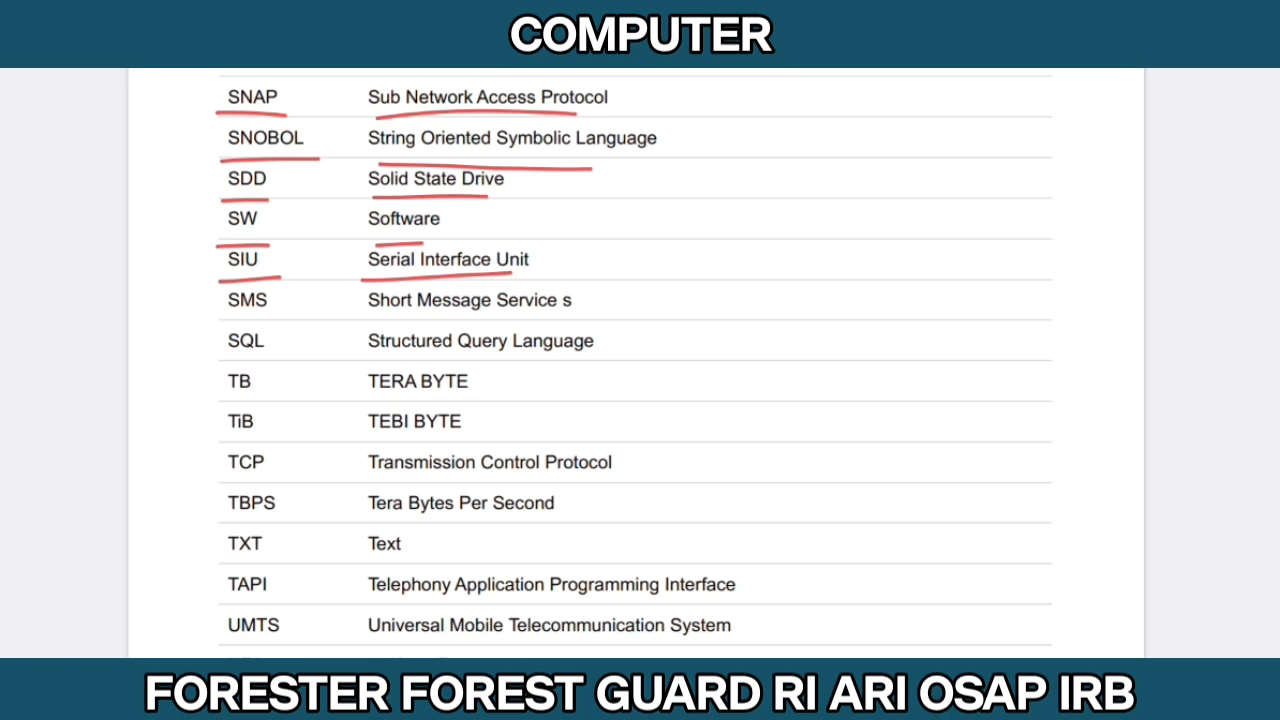 COMPUTER
SNAP Sub Network Access Protocol
SNOBOL String Oriented Symbolic Language
SDD Solid State Drive
SW Software
SIU Serial Interface Unit
SMS Short Message Service s
SQL Structured Query Language
TB TERA BYTE
TiB TEBI BYTE
TCP Transmission Control Protocol
TBPS Tera Bytes Per Second
TXT Text
TAPI Telephony Application Programming Interface
UMTS Universal Mobile Telecommunication System
FORESTER FOREST GUARD RI ARI OSAP IRB